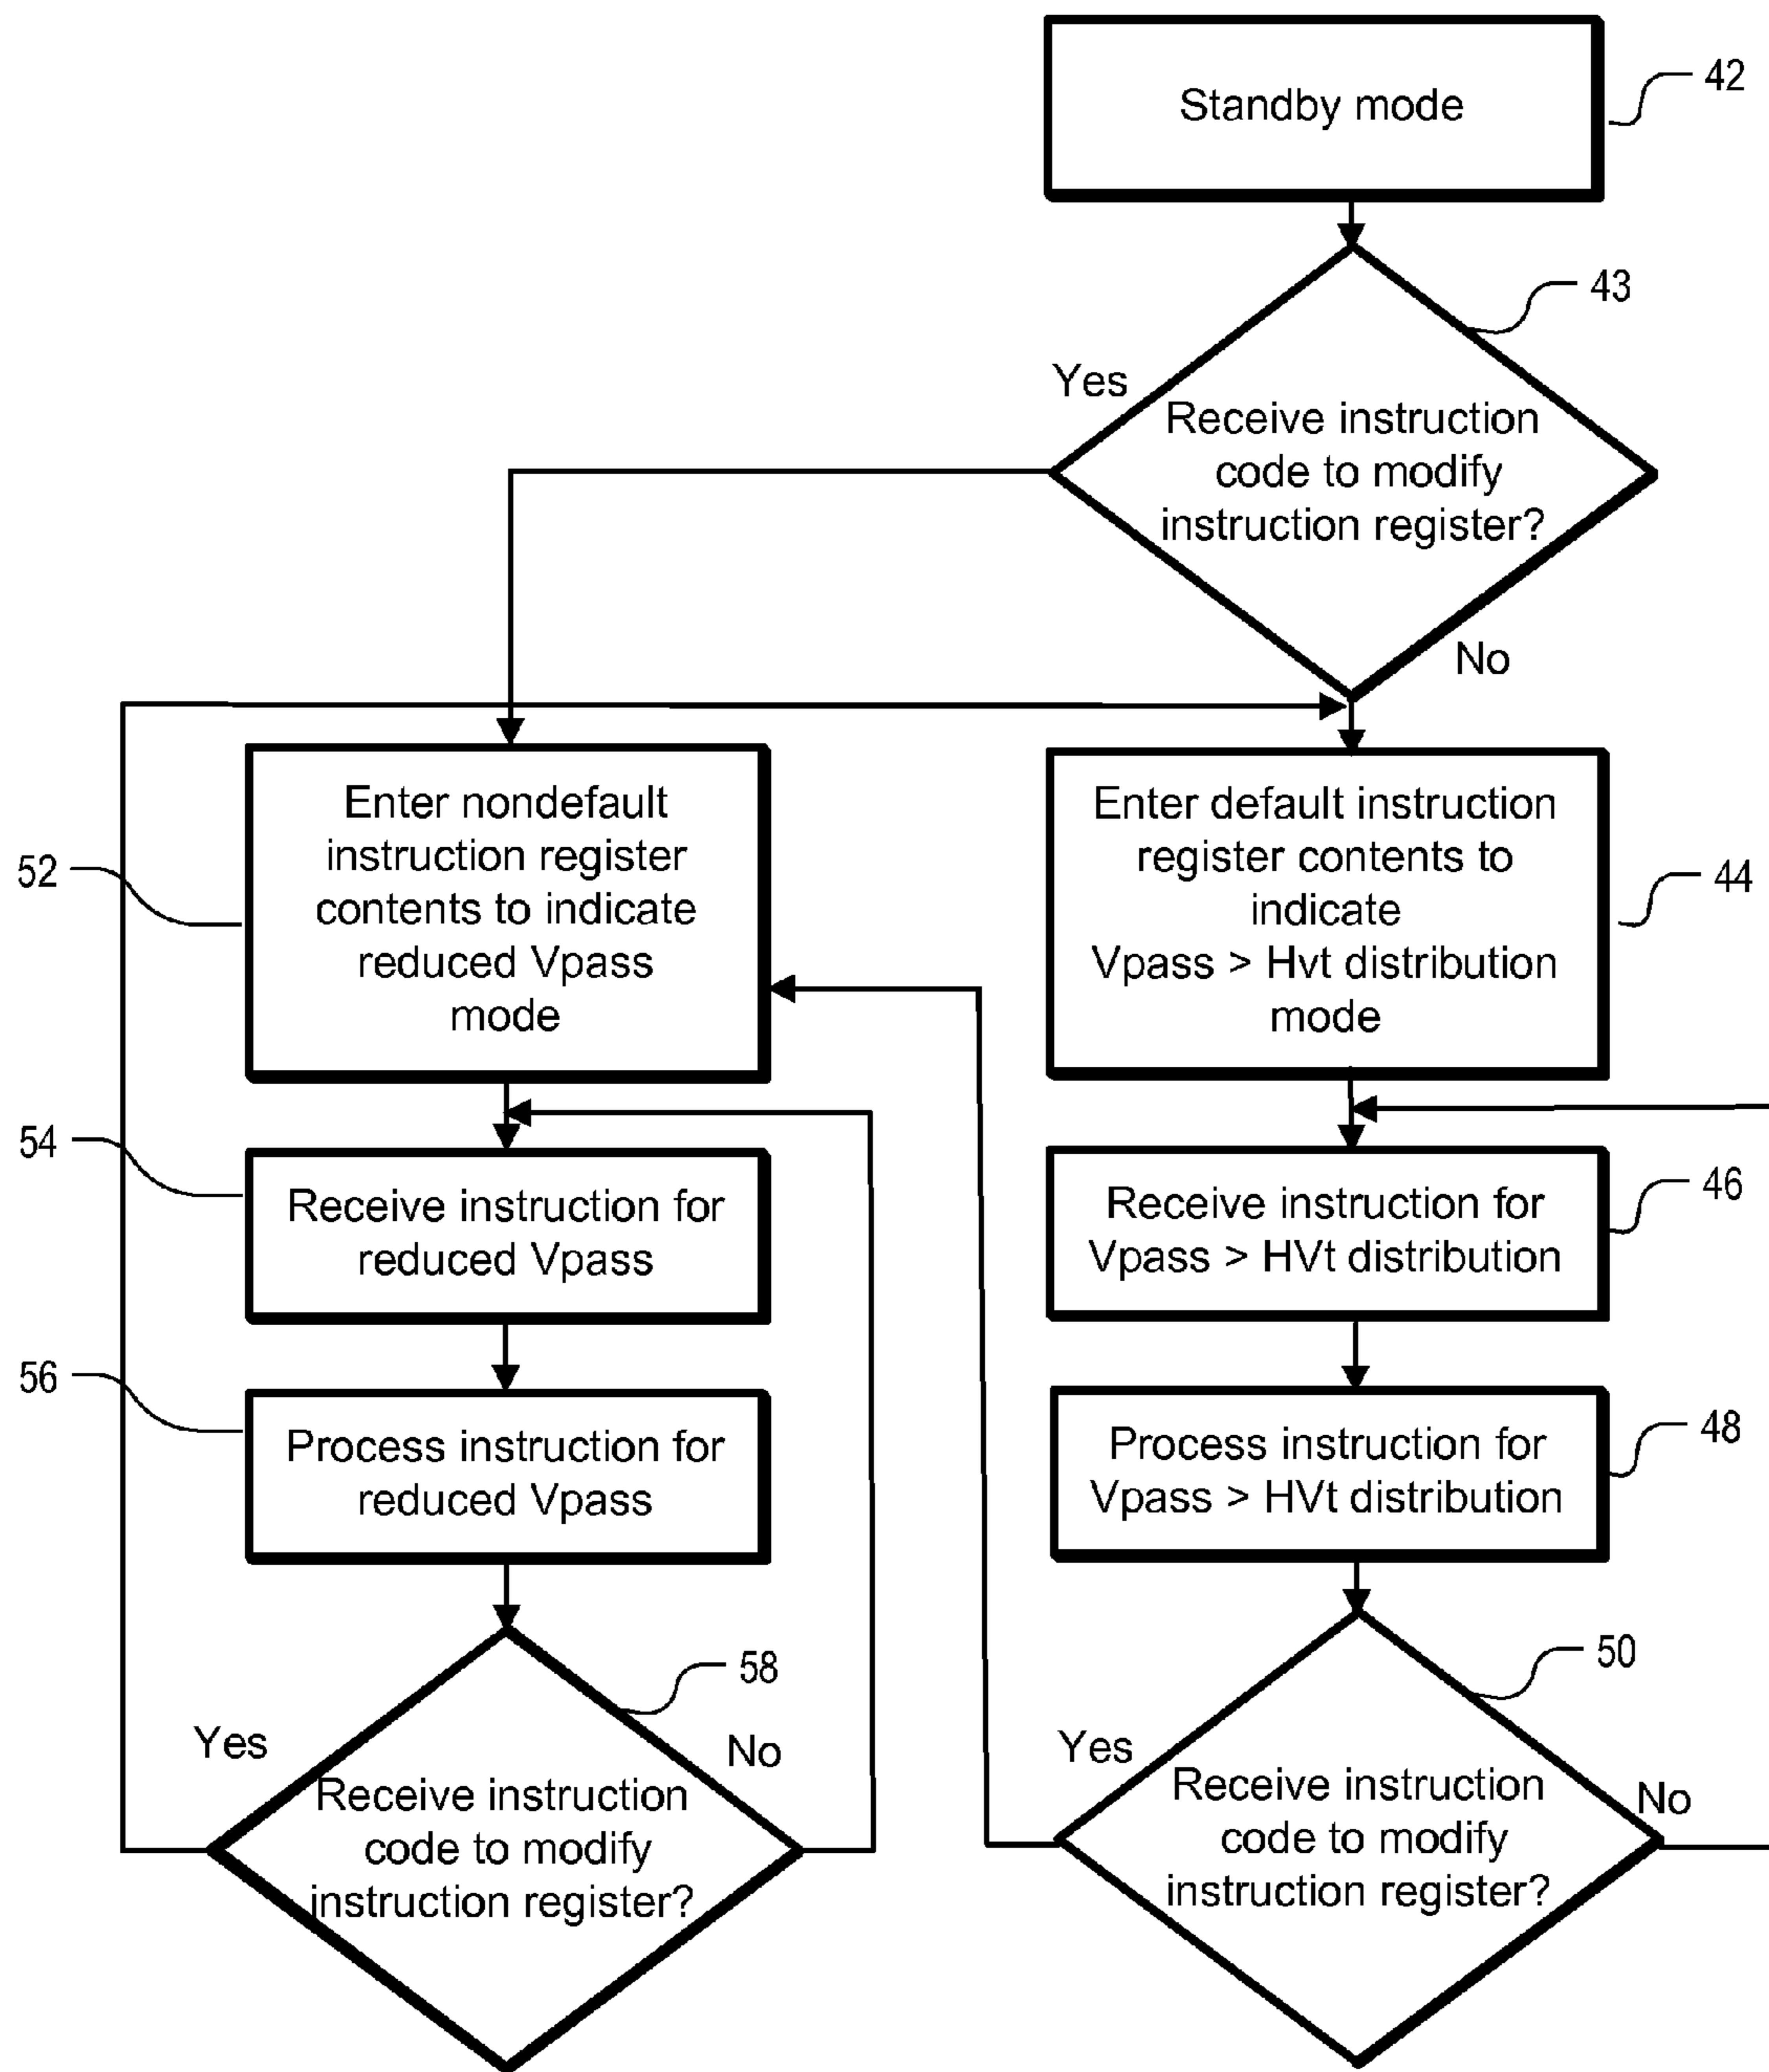 Standby mode
42
43
Yes
Receive instruction
code to modify
instruction register?
No
Enter nondefault
instruction register
contents to indicate
reduced Vpass
mode
52
Enter default instruction
register contents to
indicate
Vpass > Hvt distribution
mode
44
54
Receive instruction for
reduced Vpass
Receive instruction for
Vpass > HVt distribution
46
56
Process instruction for
reduced Vpass
Process instruction for
Vpass > HVt distribution
48
58
Yes
No
Receive instruction
code to modify
instruction register?
50
Yes
No
Receive instruction
code to modify
instruction register?